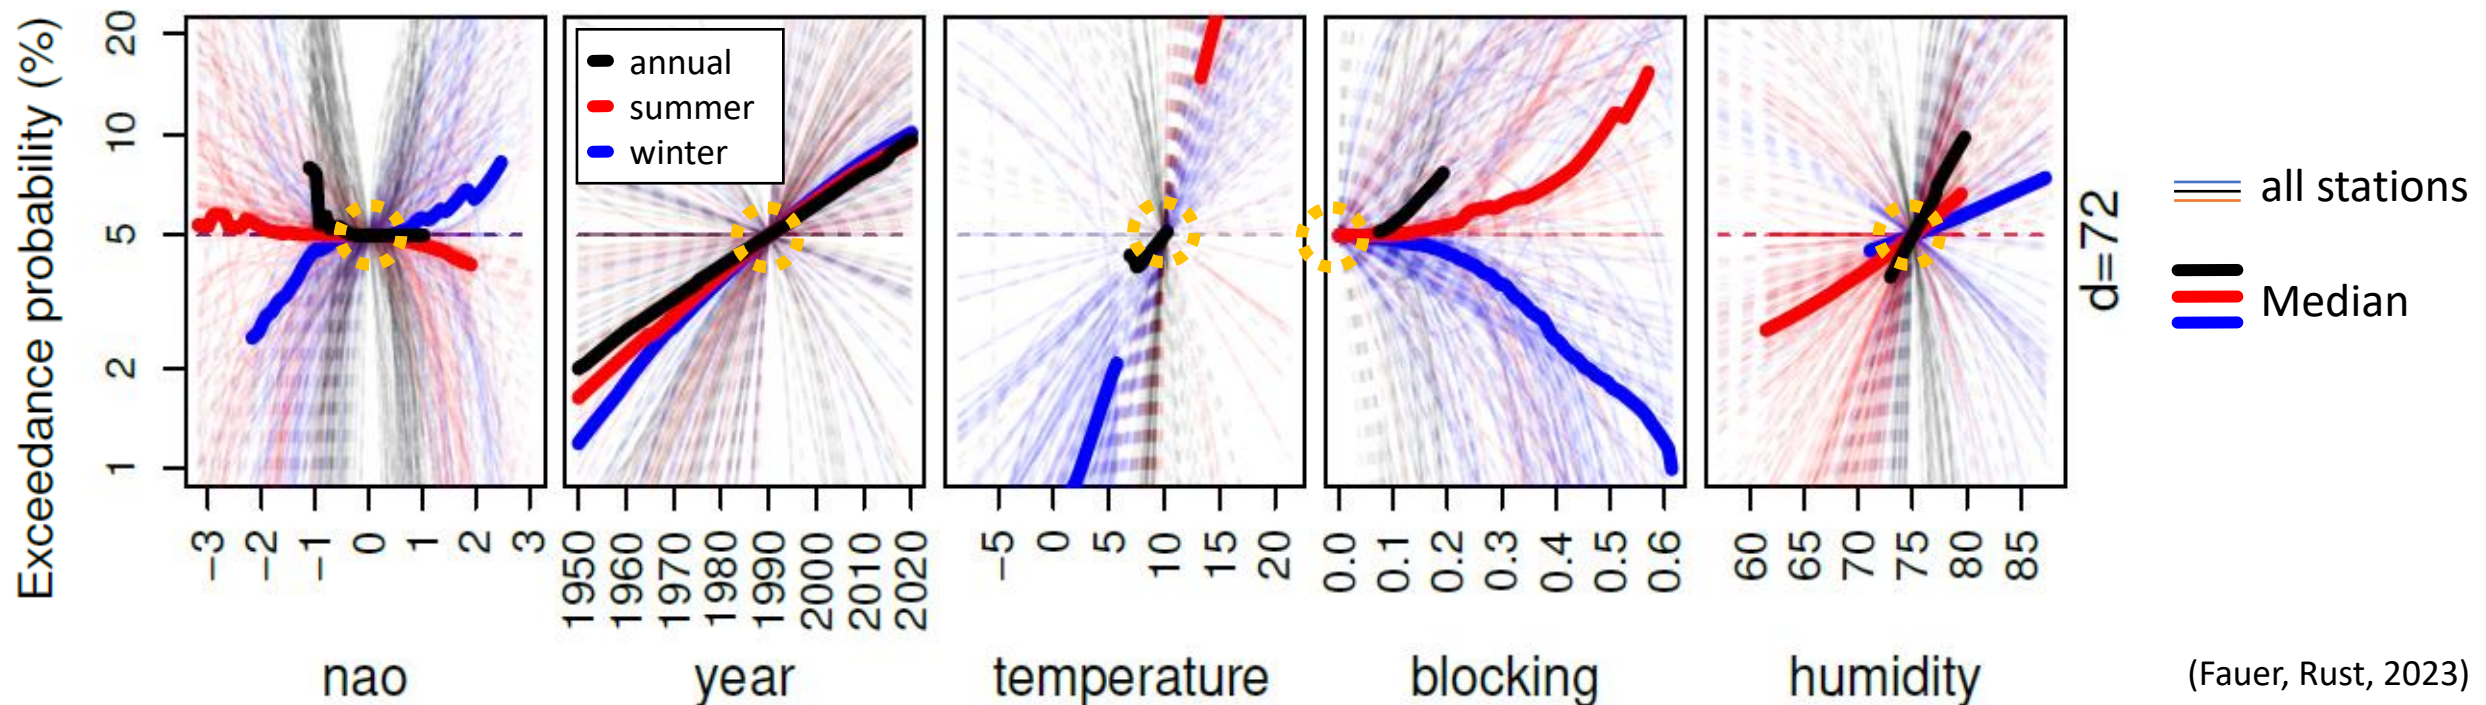 Exceedance probability (%)
20
10
5
2
1
annual
summer
winter
−3 −2 −1 0 1 2 3
1950 1960 1970 1980 1990 2000 2010 2020
−5 0 5 10 15 20
0.0 0.1 0.2 0.3 0.4 0.5 0.6
60 65 70 75 80 85
nao
year
temperature
blocking
humidity
d=72
all stations
Median
(Fauer, Rust, 2023)